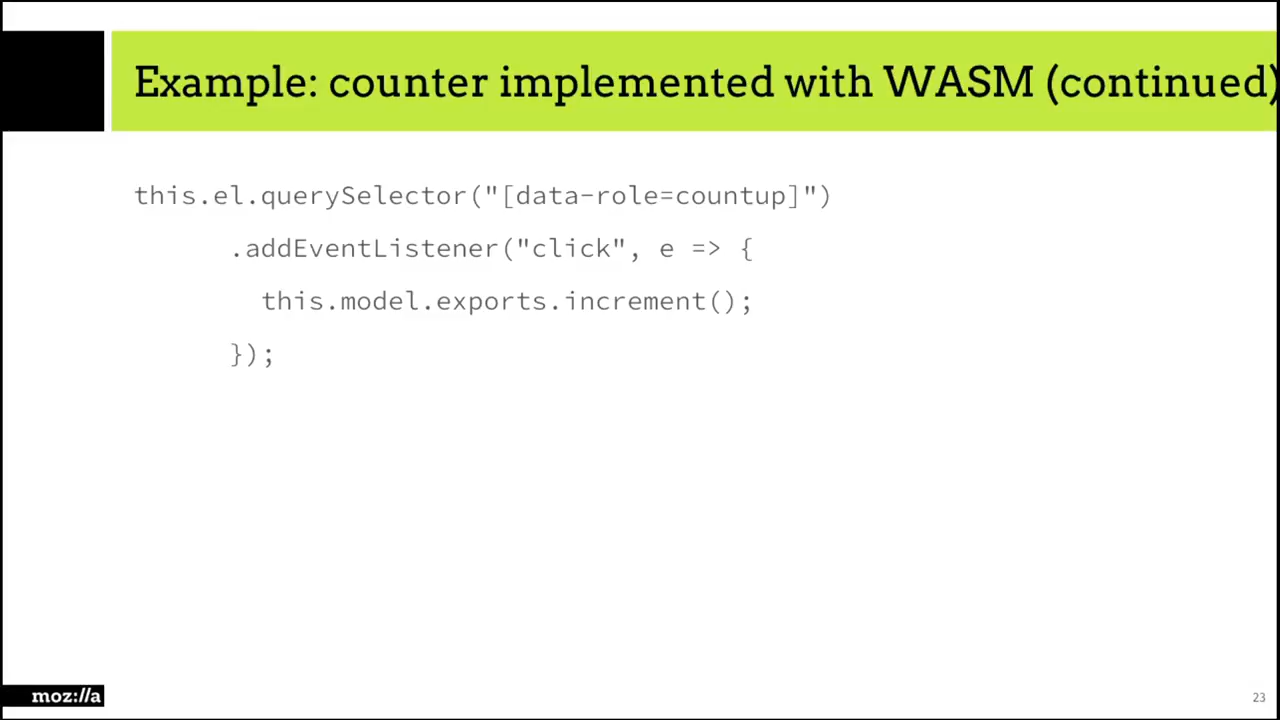 Example: counter implemented with WASM (continued)
this.el.querySelector("[data-role=countup]")
.addEventListener("click", e => {
this.model.exports.increment();
});
moz://a
23